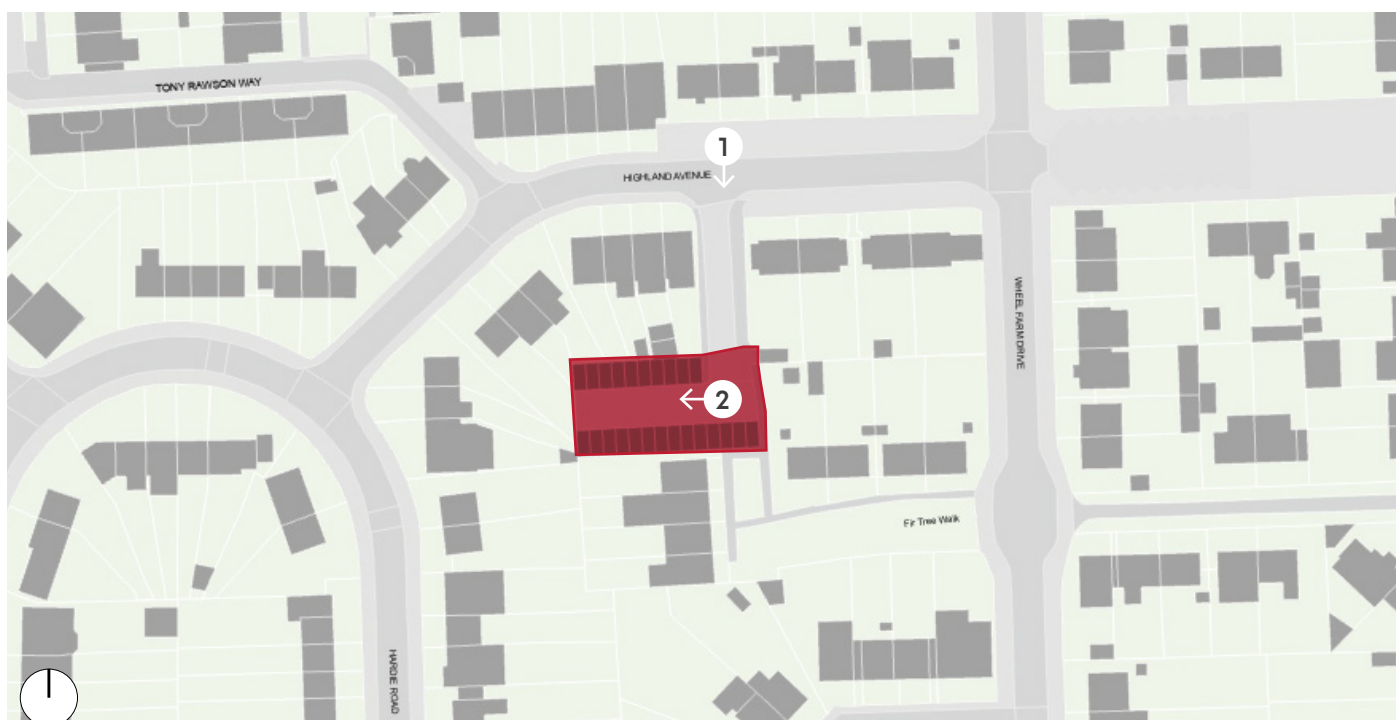 TONY RAWSON WAY
1
HIGHLAND AVENUE
WHEEL FARM DRIVE
2
Fir Tree Walk
HARDIE ROAD